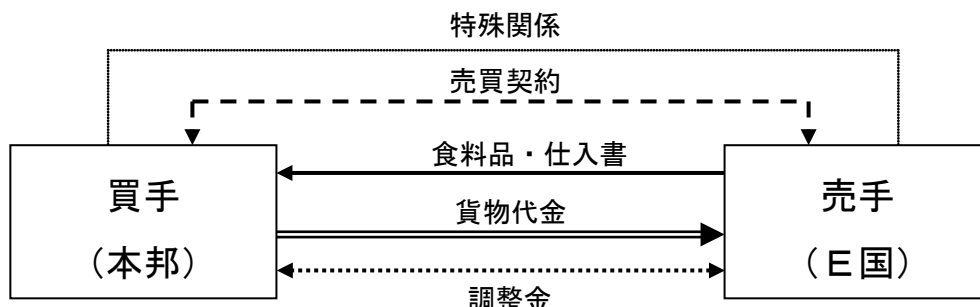 特殊関係
売買契約
食料品・仕入書
買手
(本邦)
貨物代金
売手
(E国)
調整金